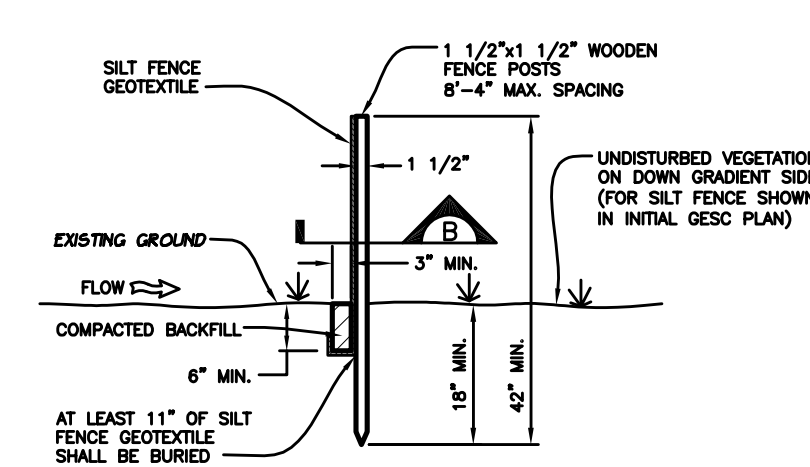 SILT FENCE
GEOTEXTILE
1 1/2"x1 1/2" WOODEN
FENCE POSTS
8'-4" MAX. SPACING
1 1/2"
UNDISTURBED VEGETATION
ON DOWN GRADIENT SIDE
(FOR SILT FENCE SHOWN
IN INITIAL GESC PLAN)
B
EXISTING GROUND
3" MIN.
FLOW
COMPACTED BACKFILL
6" MIN.
18" MIN.
42" MIN.
AT LEAST 11" OF SILT
FENCE GEOTEXTILE
SHALL BE BURIED